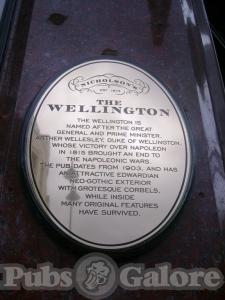 NICHOLSON'S
EST. 1873
THE
WELLINGTON
THE WELLINGTON IS
NAMED AFTER THE GREAT
GENERAL AND PRIME MINISTER,
ARTHER WELLESLEY, DUKE OF WELLINGTON,
WHOSE VICTORY OVER NAPOLEON
IN 1815 BROUGHT AN END TO
THE NAPOLEONIC WARS.
THE PUB DATES FROM 1903, AND HAS
AN ATTRACTIVE EDWARDIAN
NEO-GOTHIC EXTERIOR
WITH GROTESQUE CORBELS,
WHILE INSIDE
MANY ORIGINAL FEATURES
HAVE SURVIVED.
Pubs Galore